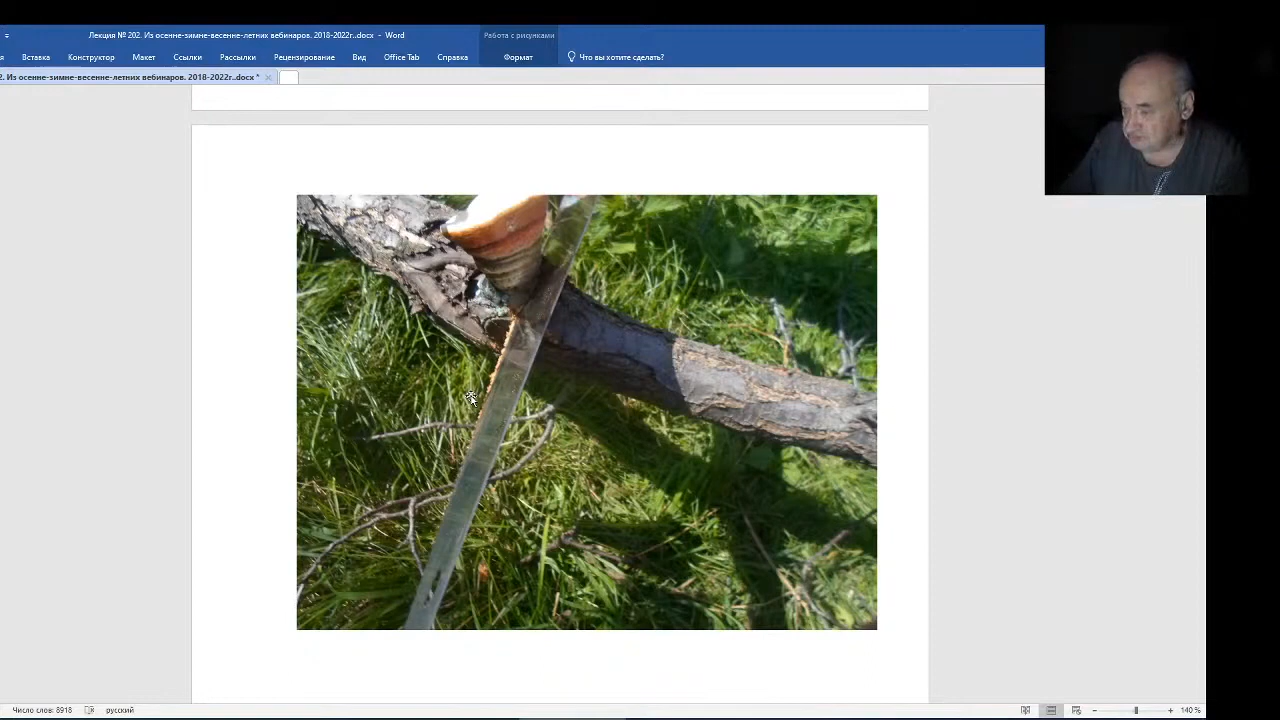 Лекция № 202. Из осенне-зимне-весенне-летних вебинаров. 2018-2022г..docx - Word
Работа с рисунками
Вставка Конструктор Макет Ссылки Рассылки Рецензирование Вид Office Tab Справка Формат Что вы хотите сделать?
2. Из осенне-зимне-весенне-летних вебинаров. 2018-2022г..docx *
Число слов: 8918 русский 140 %